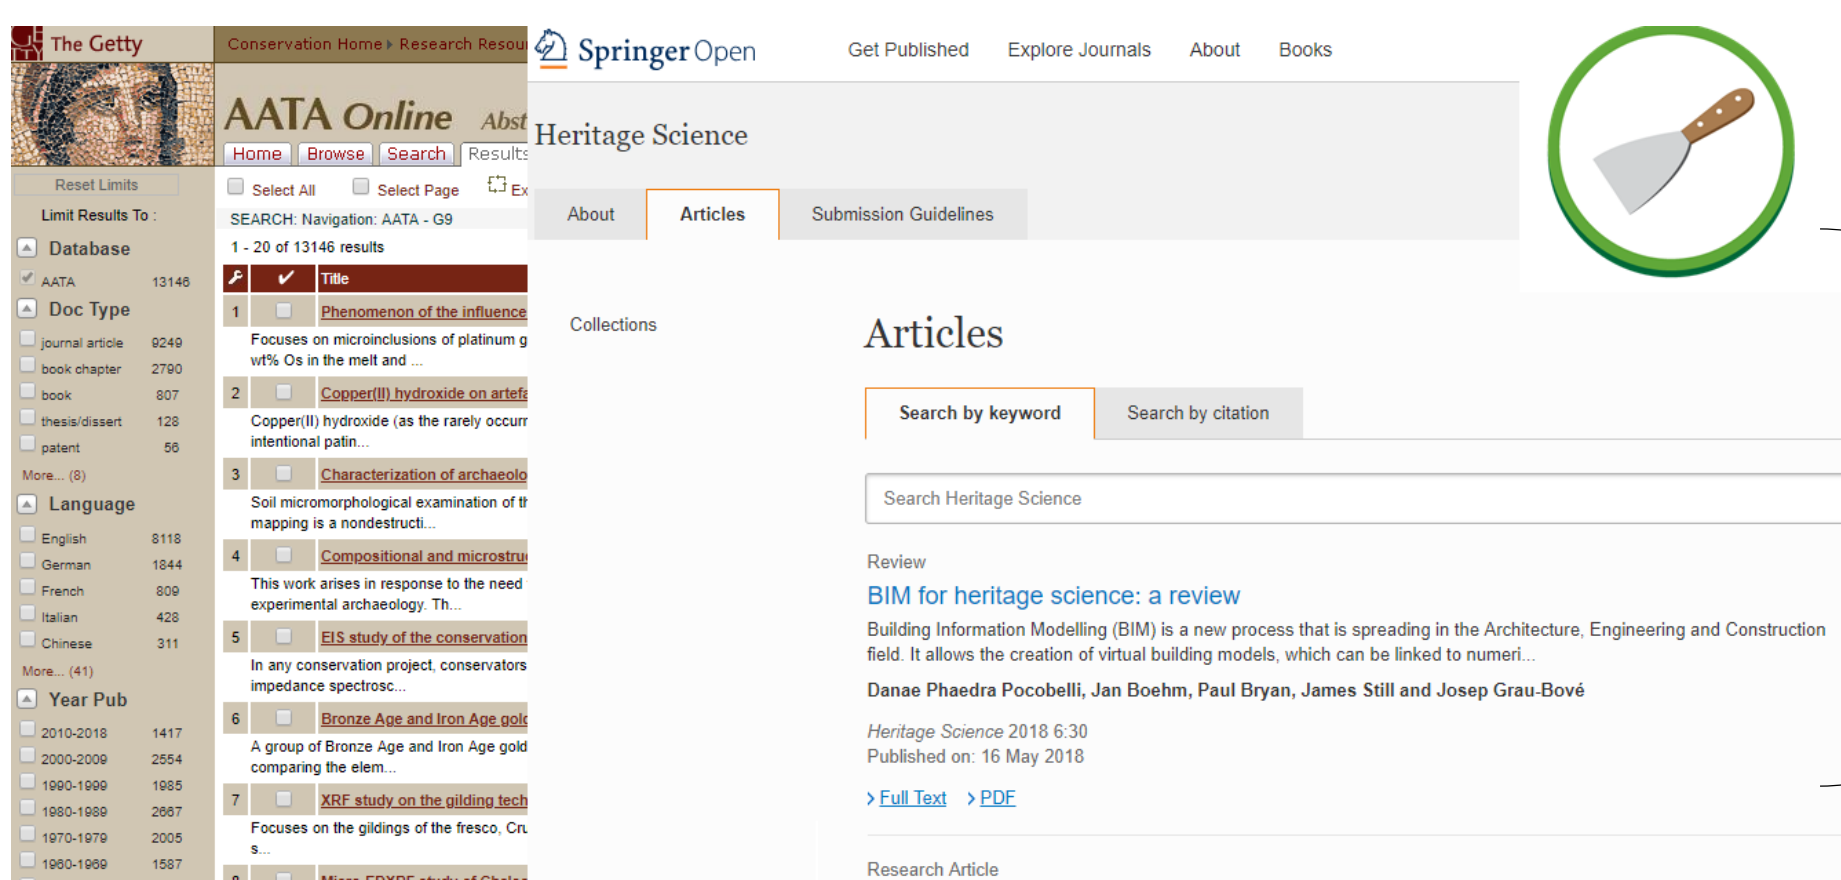 The Getty
Conservation Home ▸ Research Resou
AATA Online Abst
Home Browse Search Results
Reset Limits
Select All Select Page Ex
Limit Results To :
SEARCH: Navigation: AATA - G9
Database
1 - 20 of 13146 results
AATA 13146
Title
Doc Type
journal article 9249
book chapter 2790
book 807
thesis/dissert 128
patent 56
More... (8)
Language
English 8118
German 1844
French 809
Italian 428
Chinese 311
More... (41)
Year Pub
2010-2018 1417
2000-2009 2554
1990-1999 1985
1980-1989 2667
1970-1979 2005
1960-1969 1587
1 Phenomenon of the influence
Focuses on microinclusions of platinum g
wt% Os in the melt and ...
2 Copper(II) hydroxide on artefa
Copper(II) hydroxide (as the rarely occurr
intentional patin...
3 Characterization of archaeolo
Soil micromorphological examination of th
mapping is a nondestructi...
4 Compositional and microstru
This work arises in response to the need
experimental archaeology. Th...
5 EIS study of the conservation
In any conservation project, conservators
impedance spectrosc...
6 Bronze Age and Iron Age gold
A group of Bronze Age and Iron Age gold
comparing the elem...
7 XRF study on the gilding tech
Focuses on the gildings of the fresco, Cru
s...
Springer Open
Get Published Explore Journals About Books
Heritage Science
About Articles Submission Guidelines
Collections
Articles
Search by keyword Search by citation
Search Heritage Science
Review
BIM for heritage science: a review
Building Information Modelling (BIM) is a new process that is spreading in the Architecture, Engineering and Construction
field. It allows the creation of virtual building models, which can be linked to numeri...
Danae Phaedra Pocobelli, Jan Boehm, Paul Bryan, James Still and Josep Grau-Bové
Heritage Science 2018 6:30
Published on: 16 May 2018
Full Text PDF
Research Article